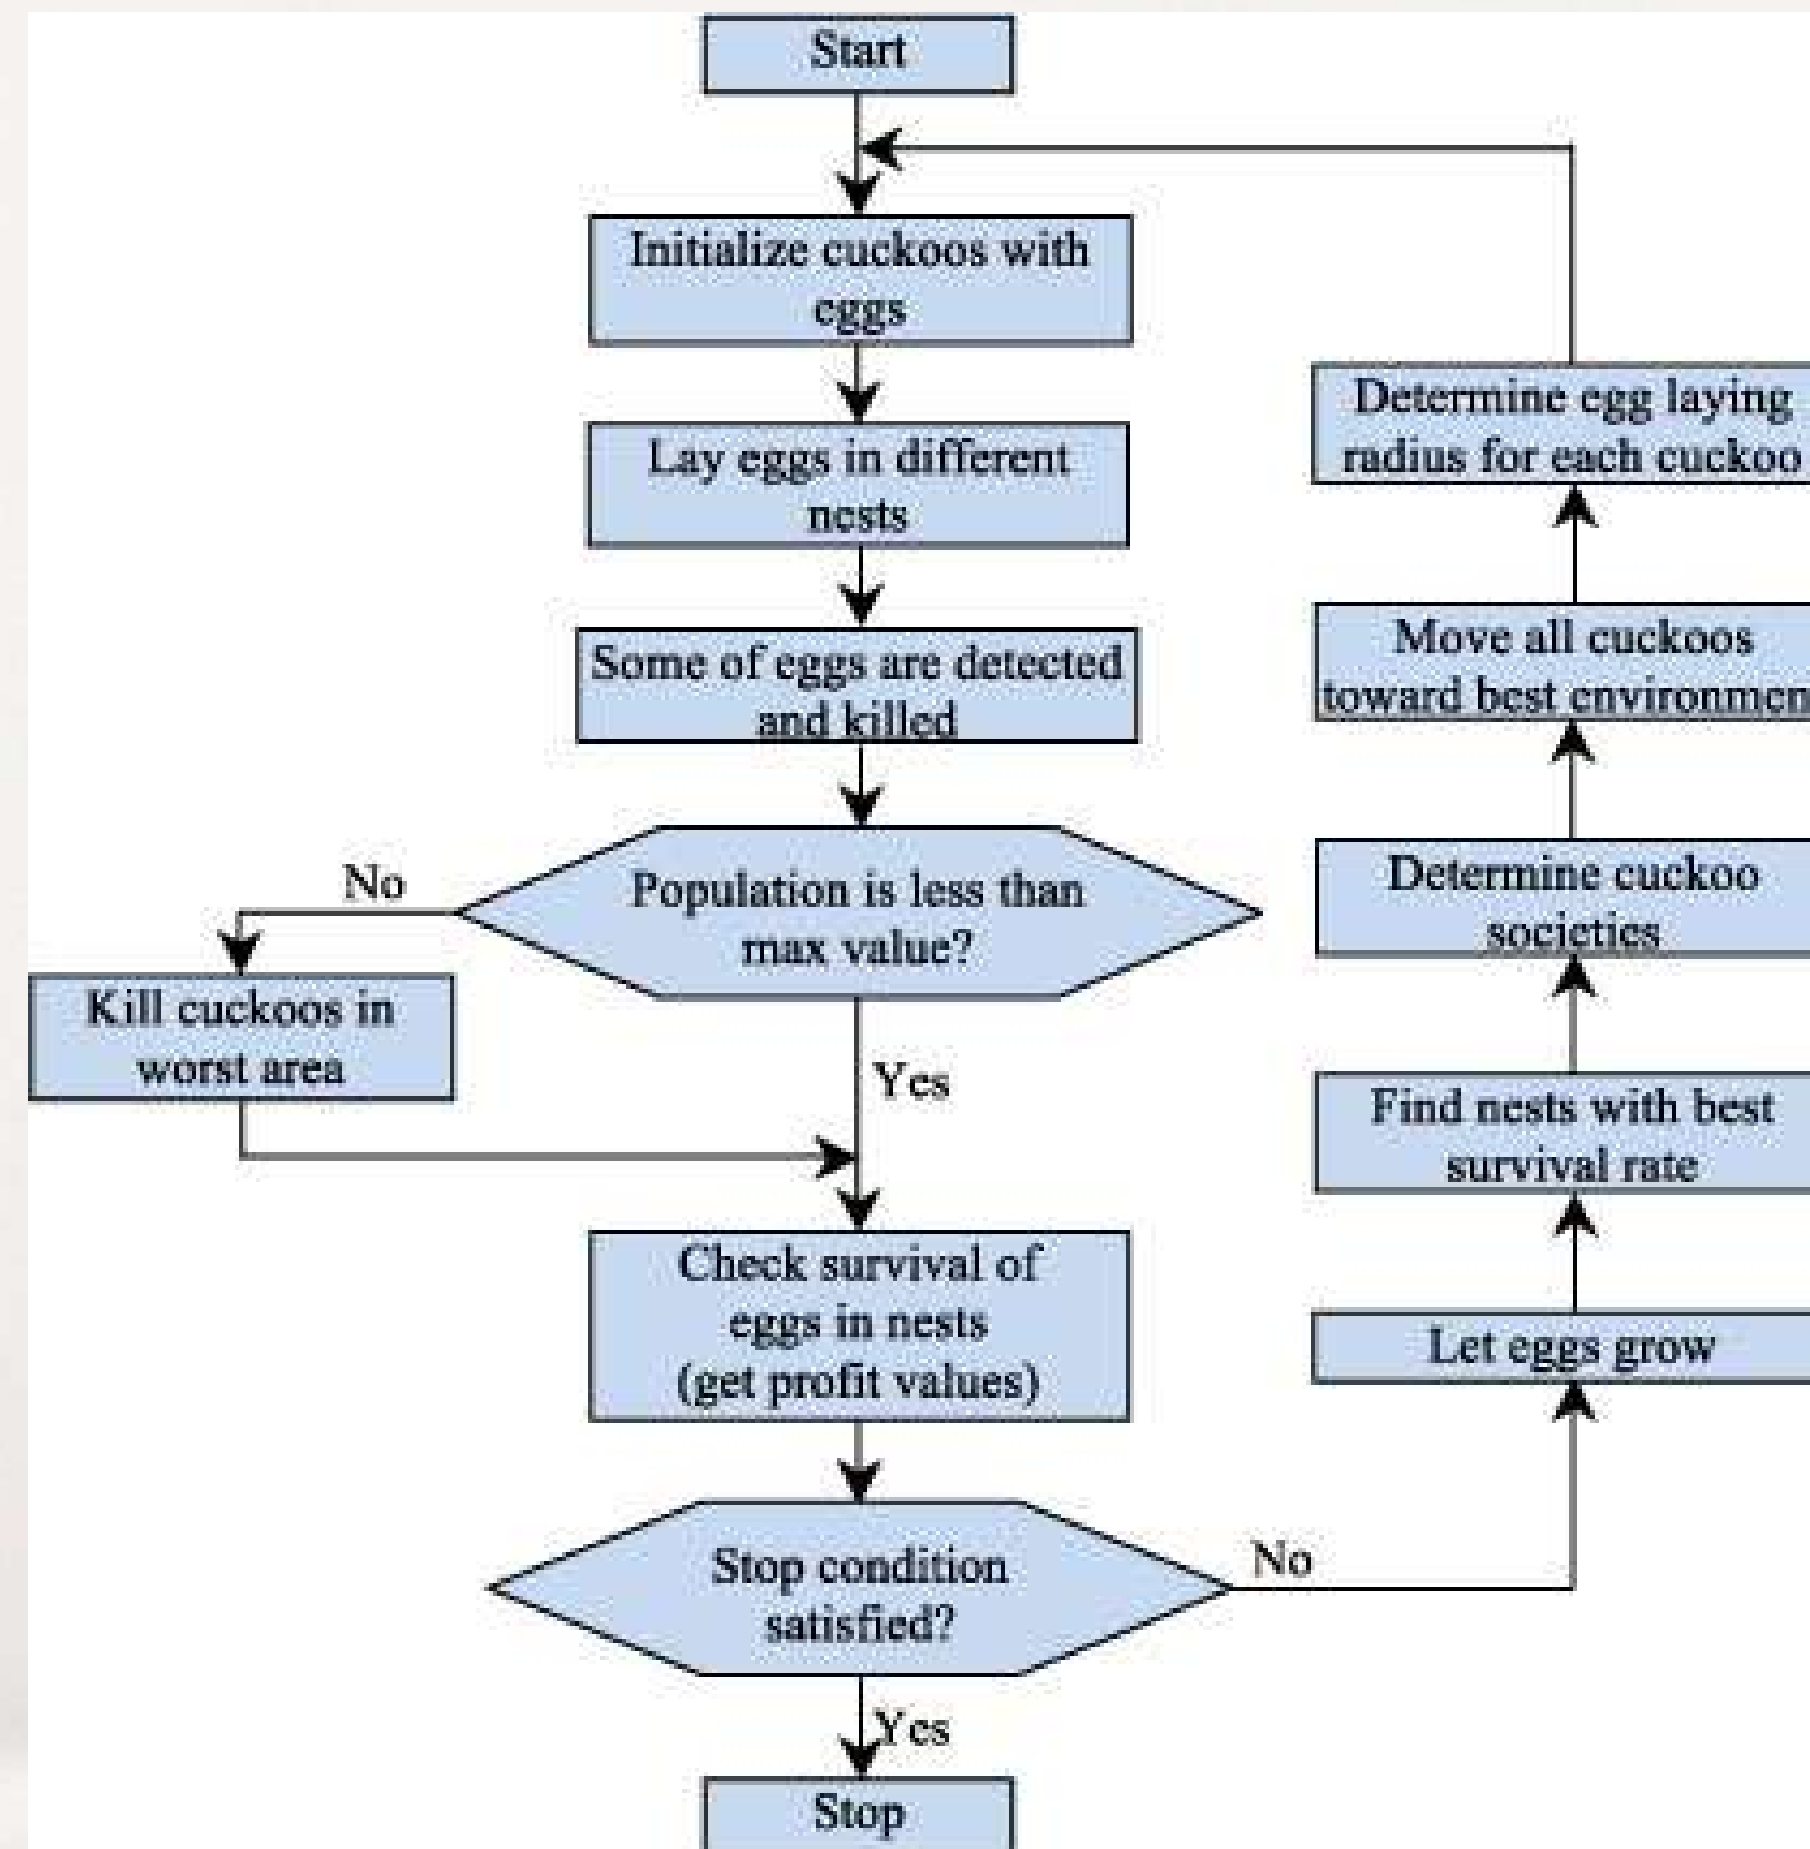 Start
Initialize cuckoos with
eggs
Lay eggs in different
nests
Some of eggs are detected
and killed
Population is less than
max value?
No
Kill cuckoos in
worst area
Yes
Check survival of
eggs in nests
(get profit values)
Stop condition
satisfied?
No
Yes
Stop
Let eggs grow
Find nests with best
survival rate
Determine cuckoo
societies
Move all cuckoos
toward best environmen
Determine egg laying
radius for each cuckoo